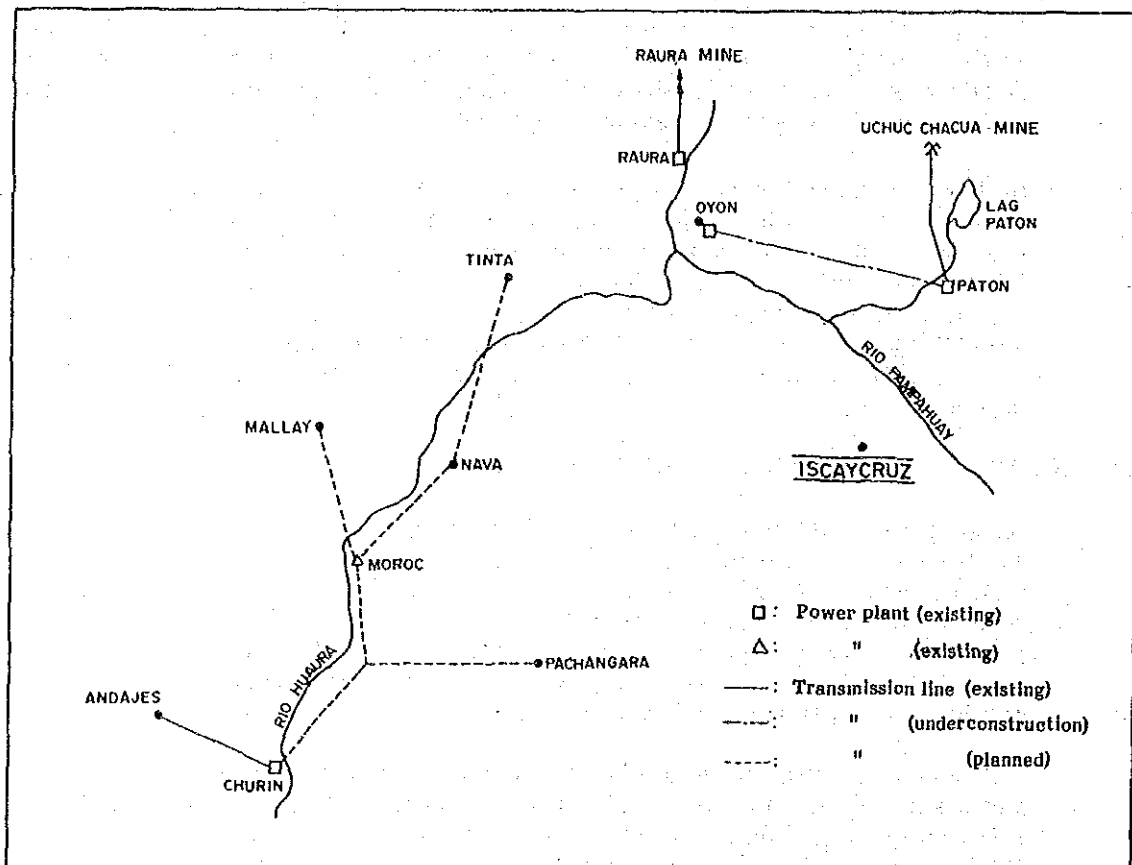 RAURA MINE
UCHUC CHACUA-MINE
RAURA
OYON
LAG
PATON
TINTA
PATON
RIO PAMPAHUAY
MALLAY
NAVA
ISCAYCRUZ
MOROC
□: Power plant (existing)
△: " (existing)
PACHANGARA
RIO HUAURA
ANDAJES
———: Transmission line (existing)
—·—: " (underconstruction)
-----: " (planned)
CHURIN